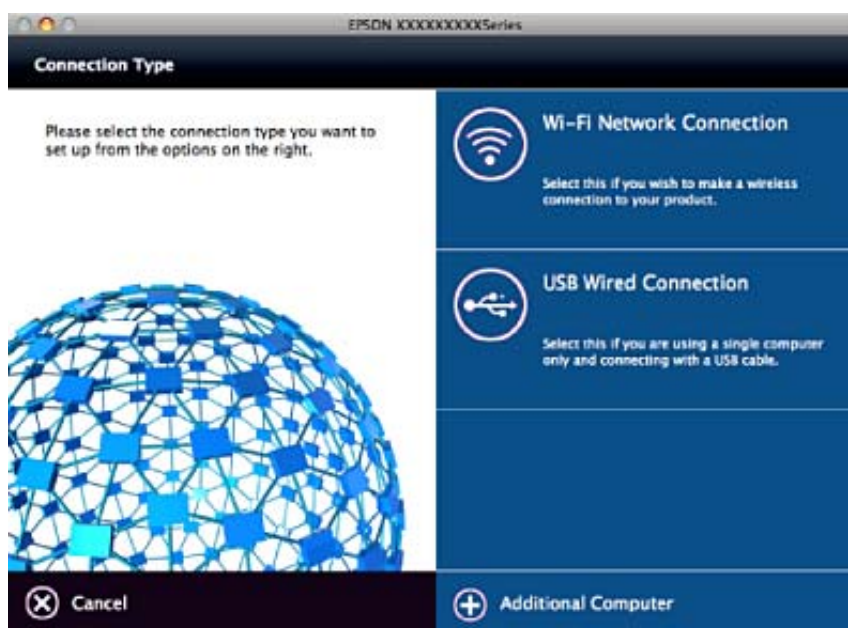 EPSON XXXXXXXXXSeries
Connection Type
Please select the connection type you want to
set up from the options on the right.
Wi-Fi Network Connection
Select this if you wish to make a wireless
connection to your product.
USB Wired Connection
Select this if you are using a single computer
only and connecting with a USB cable.
Cancel
Additional Computer